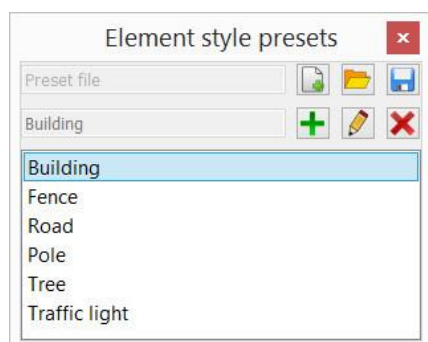 Element style presets
Preset file
Building
Building
Fence
Road
Pole
Tree
Traffic light